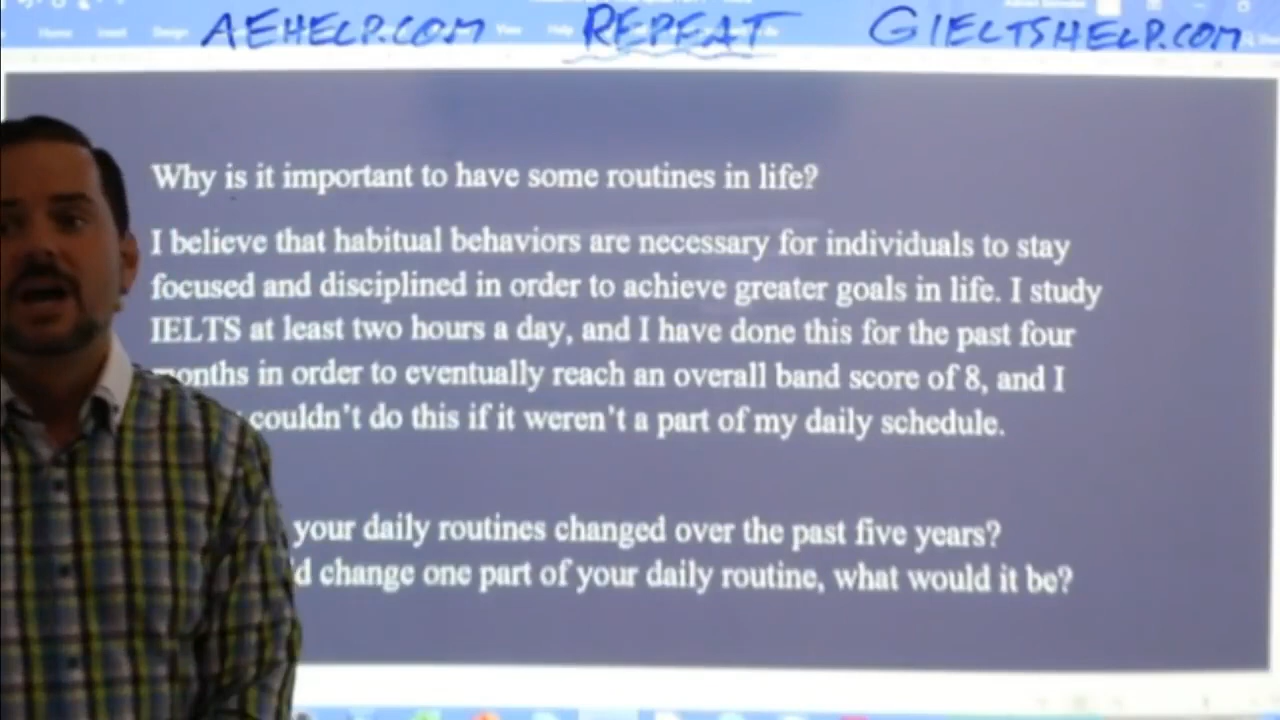 AEHELP.COM REPEAT GIELTSHELP.COM
Home Insert Design View Help
Why is it important to have some routines in life?
I believe that habitual behaviors are necessary for individuals to stay
focused and disciplined in order to achieve greater goals in life. I study
IELTS at least two hours a day, and I have done this for the past four
months in order to eventually reach an overall band score of 8, and I
couldn't do this if it weren't a part of my daily schedule.
your daily routines changed over the past five years?
'd change one part of your daily routine, what would it be?